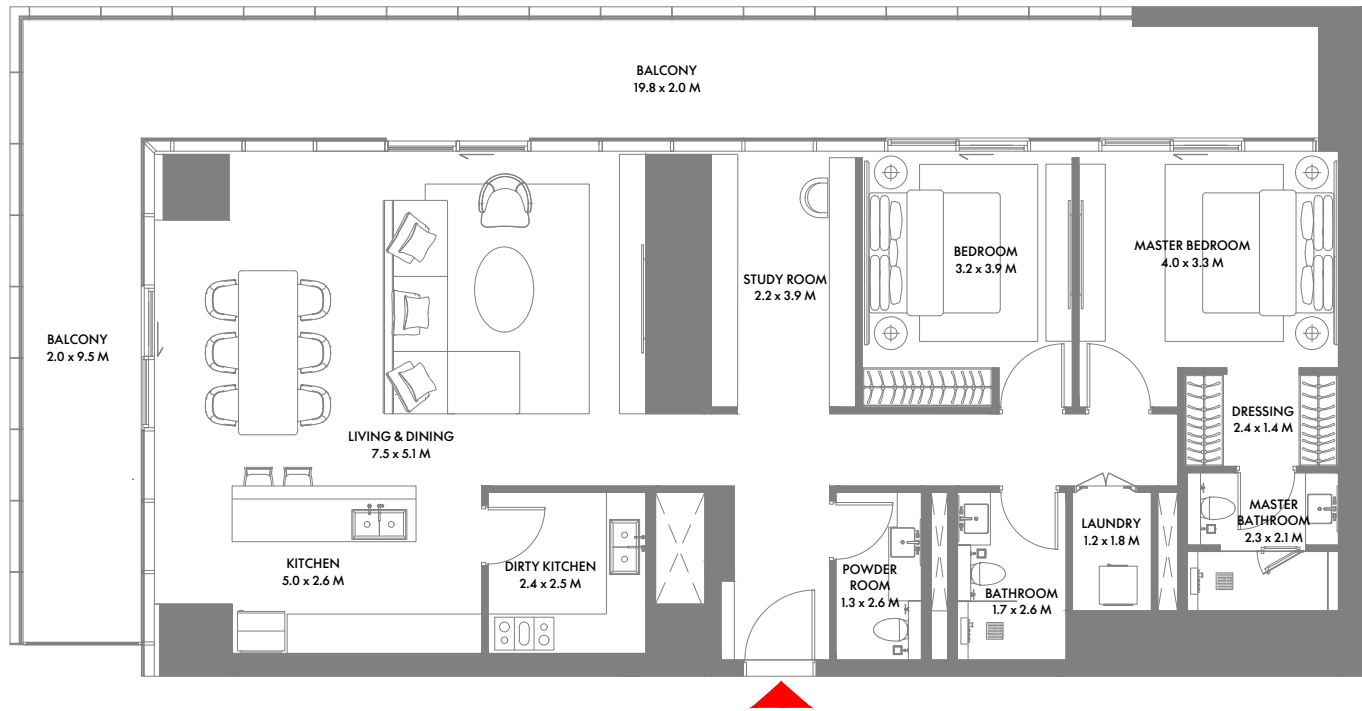 BALCONY
19.8 x 2.0 M
BALCONY
2.0 x 9.5 M
LIVING & DINING
7.5 x 5.1 M
STUDY ROOM
2.2 x 3.9 M
BEDROOM
3.2 x 3.9 M
MASTER BEDROOM
4.0 x 3.3 M
DRESSING
2.4 x 1.4 M
KITCHEN
5.0 x 2.6 M
DIRTY KITCHEN
2.4 x 2.5 M
POWDER
ROOM
1.3 x 2.6 M
BATHROOM
1.7 x 2.6 M
LAUNDRY
1.2 x 1.8 M
MASTER
BATHROOM
2.3 x 2.1 M